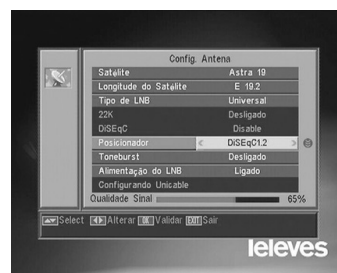 Config. Antena
Satélite Astra 19
Longitude do Satélite E 19.2
Tipo de LNB Universal
22K Desligado
DiSEqC Disable
Posicionador < DiSEqC1.2 >
Toneburst Desligado
Alimentação do LNB Ligado
Configurando Unicable
Qualidade Sinal 65%
Select Alterar OK Validar EXIT Sair
leleves